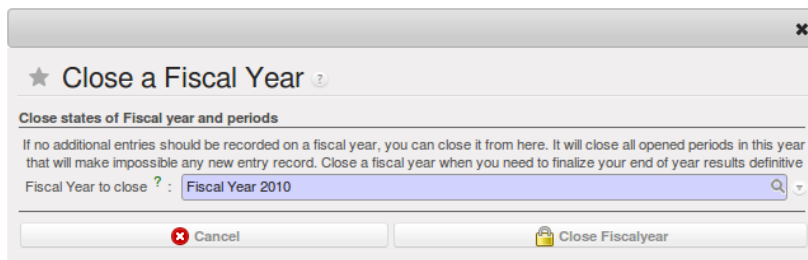 Close a Fiscal Year ?
Close states of Fiscal year and periods
If no additional entries should be recorded on a fiscal year, you can close it from here. It will close all opened periods in this year
that will make impossible any new entry record. Close a fiscal year when you need to finalize your end of year results definitive
Fiscal Year to close ? : Fiscal Year 2010
Cancel Close Fiscalyear